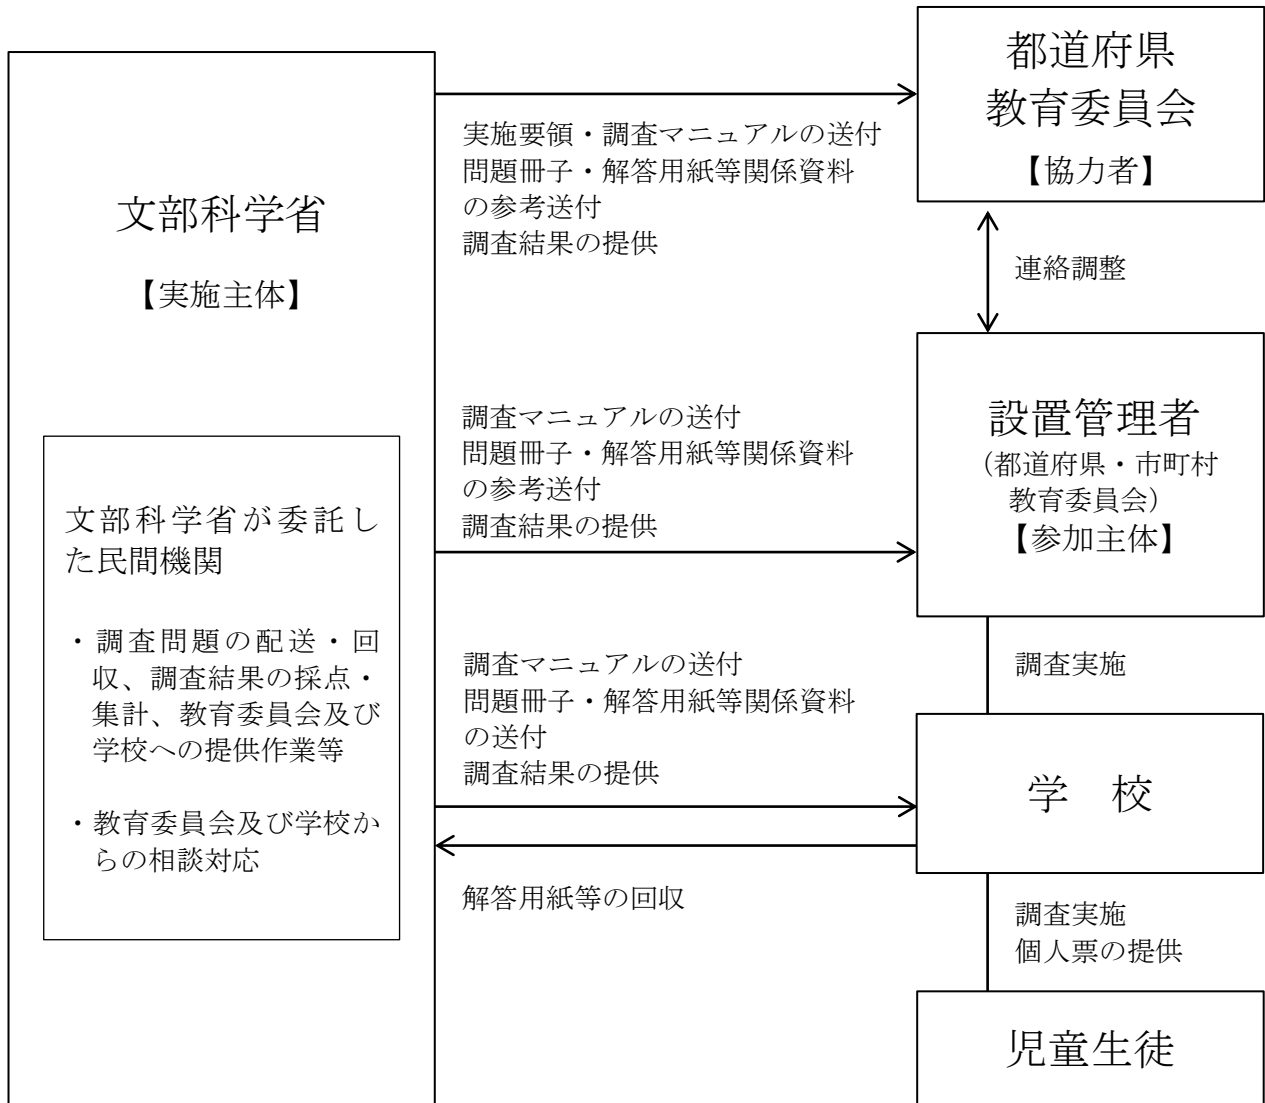 文部科学省
【実施主体】
文部科学省が委託し
た民間機関
・調査問題の配送・回
収、調査結果の採点・
集計、教育委員会及び
学校への提供作業等
・教育委員会及び学校か
らの相談対応
実施要領・調査マニュアルの送付
問題冊子・解答用紙等関係資料
の参考送付
調査結果の提供
調査マニュアルの送付
問題冊子・解答用紙等関係資料
の参考送付
調査結果の提供
調査マニュアルの送付
問題冊子・解答用紙等関係資料
の送付
調査結果の提供
解答用紙等の回収
都道府県
教育委員会
【協力者】
連絡調整
設置管理者
（都道府県・市町村
教育委員会）
【参加主体】
調査実施
学　校
調査実施
個人票の提供
児童生徒